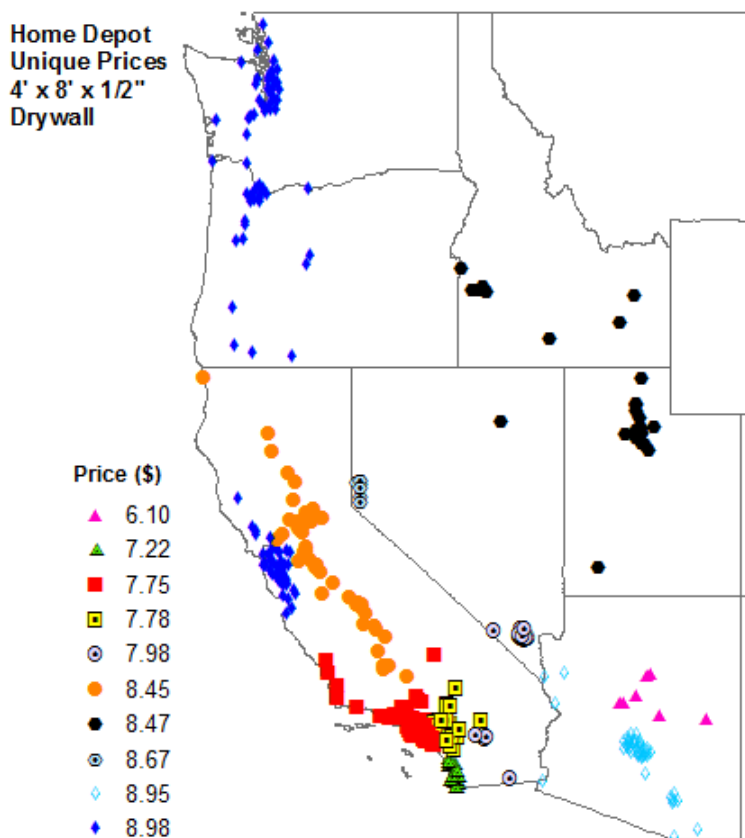 Home Depot
Unique Prices
4' x 8' x 1/2"
Drywall
Price ($)
6.10
7.22
7.75
7.78
7.98
8.45
8.47
8.67
8.95
8.98